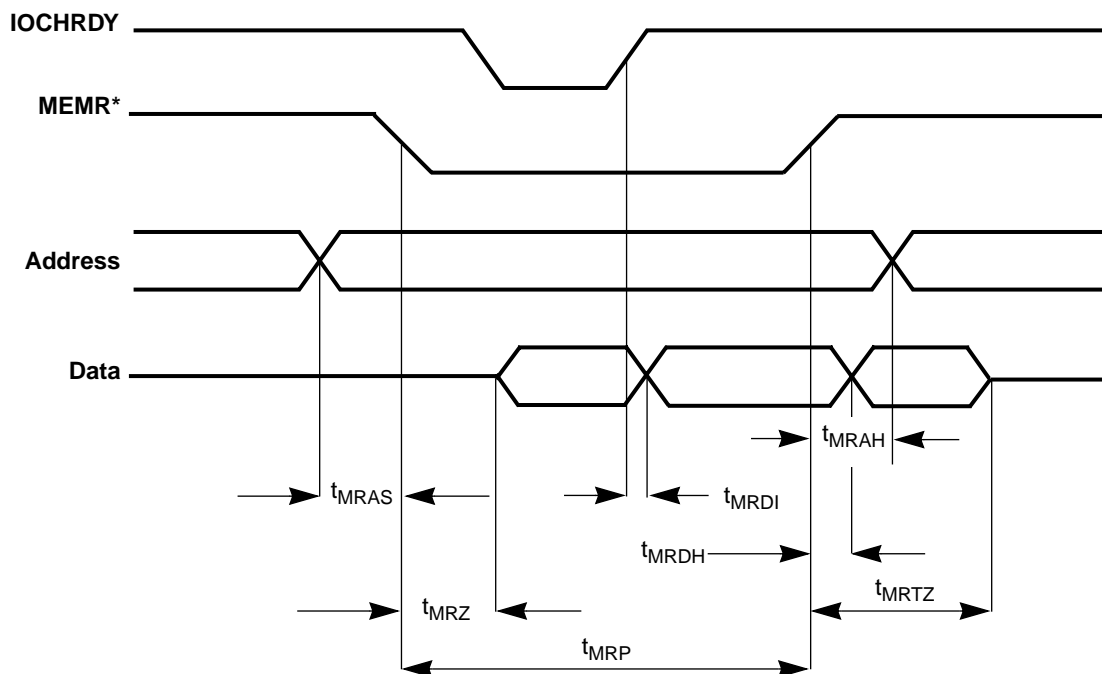 IOCHRDY
MEMR*
Address
Data
tMRAH
tMRAS
tMRDI
tMRDH
tMRTZ
tMRZ
tMRP